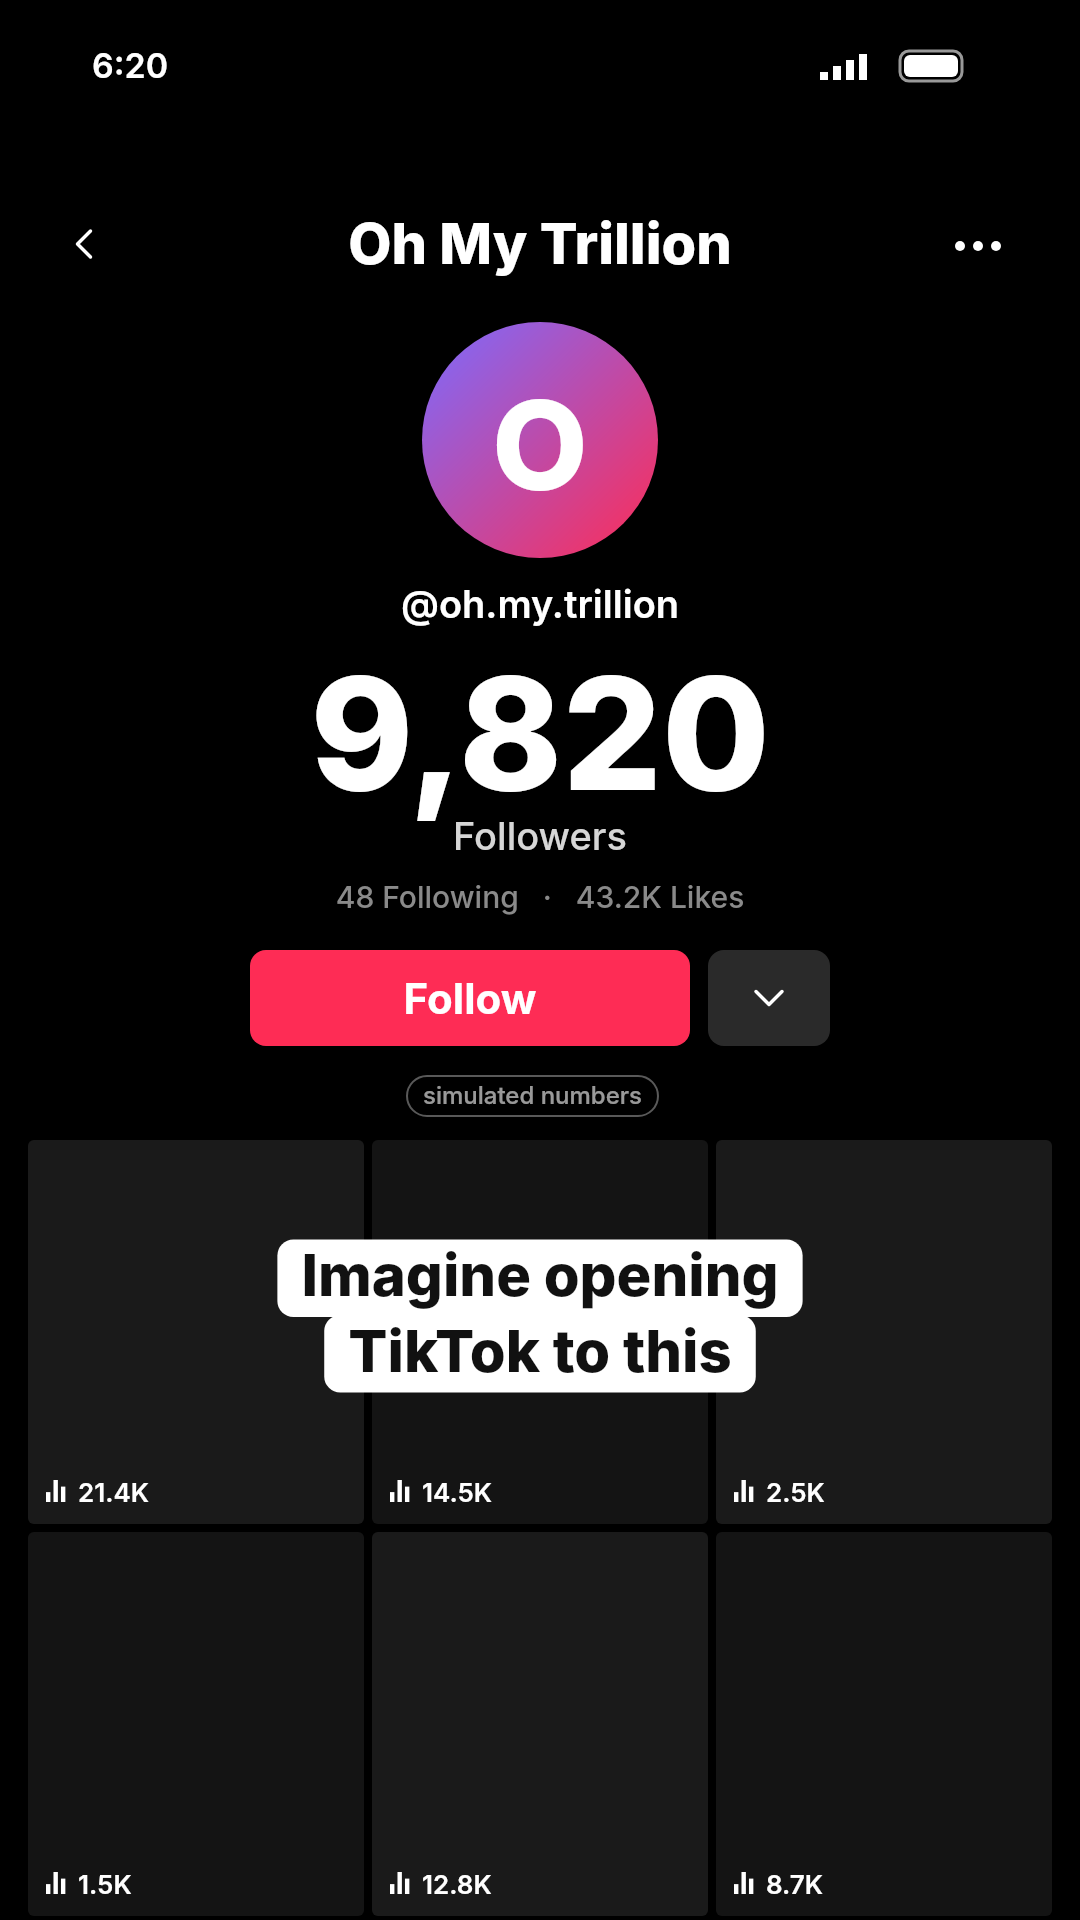 6:20
Oh My Trillion
O
@oh.my.trillion
9,820
Followers
48 Following · 43.2K Likes
Follow
simulated numbers
Imagine opening
TikTok to this
21.4K
14.5K
2.5K
1.5K
12.8K
8.7K